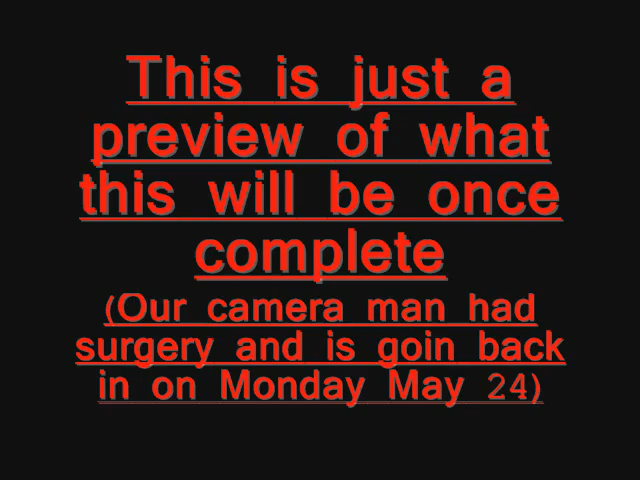 This is just a
preview of what
this will be once
complete
(Our camera man had
surgery and is goin back
in on Monday May 24)